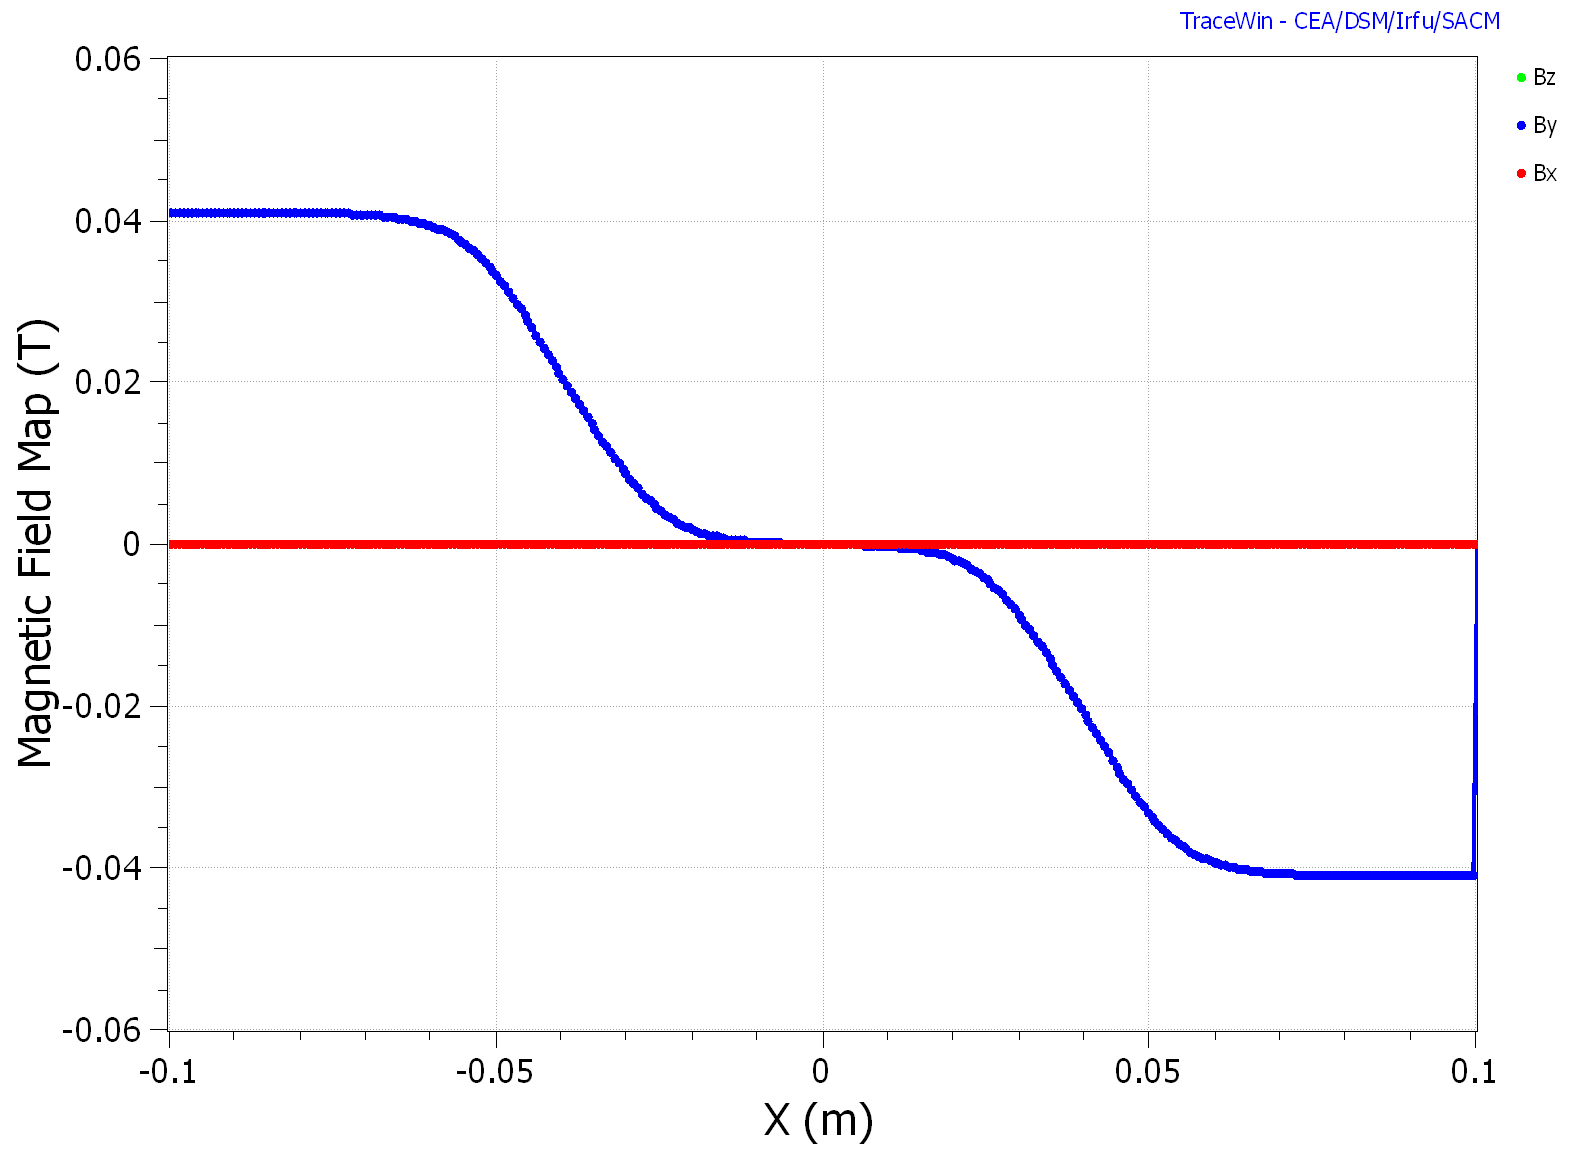 TraceWin - CEA/DSM/Irfu/SACM
Bz
By
Bx
Magnetic Field Map (T)
0.06
0.04
0.02
0
-0.02
-0.04
-0.06
-0.1
-0.05
0
0.05
0.1
X (m)